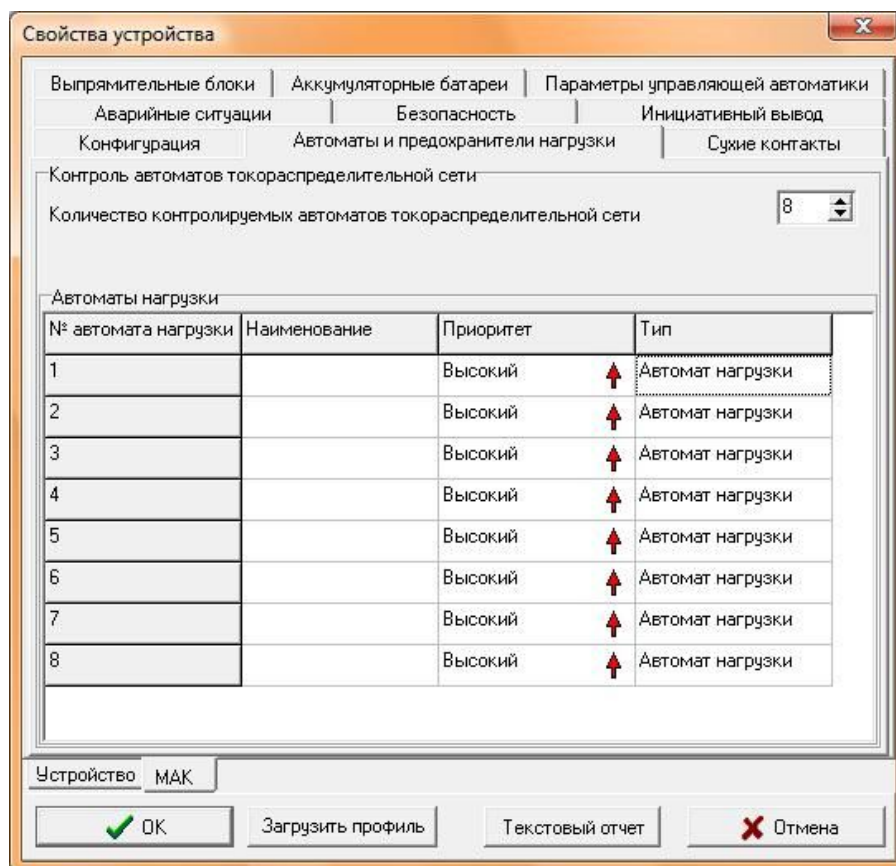 Свойства устройства
Выпрямительные блоки Аккумуляторные батареи Параметры управляющей автоматики
Аварийные ситуации Безопасность Инициативный вывод
Конфигурация Автоматы и предохранители нагрузки Сухие контакты
Контроль автоматов токораспределительной сети
Количество контролируемых автоматов токораспределительной сети 8
Автоматы нагрузки
№ автомата нагрузки Наименование Приоритет Тип
1 Высокий Автомат нагрузки
2 Высокий Автомат нагрузки
3 Высокий Автомат нагрузки
4 Высокий Автомат нагрузки
5 Высокий Автомат нагрузки
6 Высокий Автомат нагрузки
7 Высокий Автомат нагрузки
8 Высокий Автомат нагрузки
Устройство МАК
OK Загрузить профиль Текстовый отчет Отмена